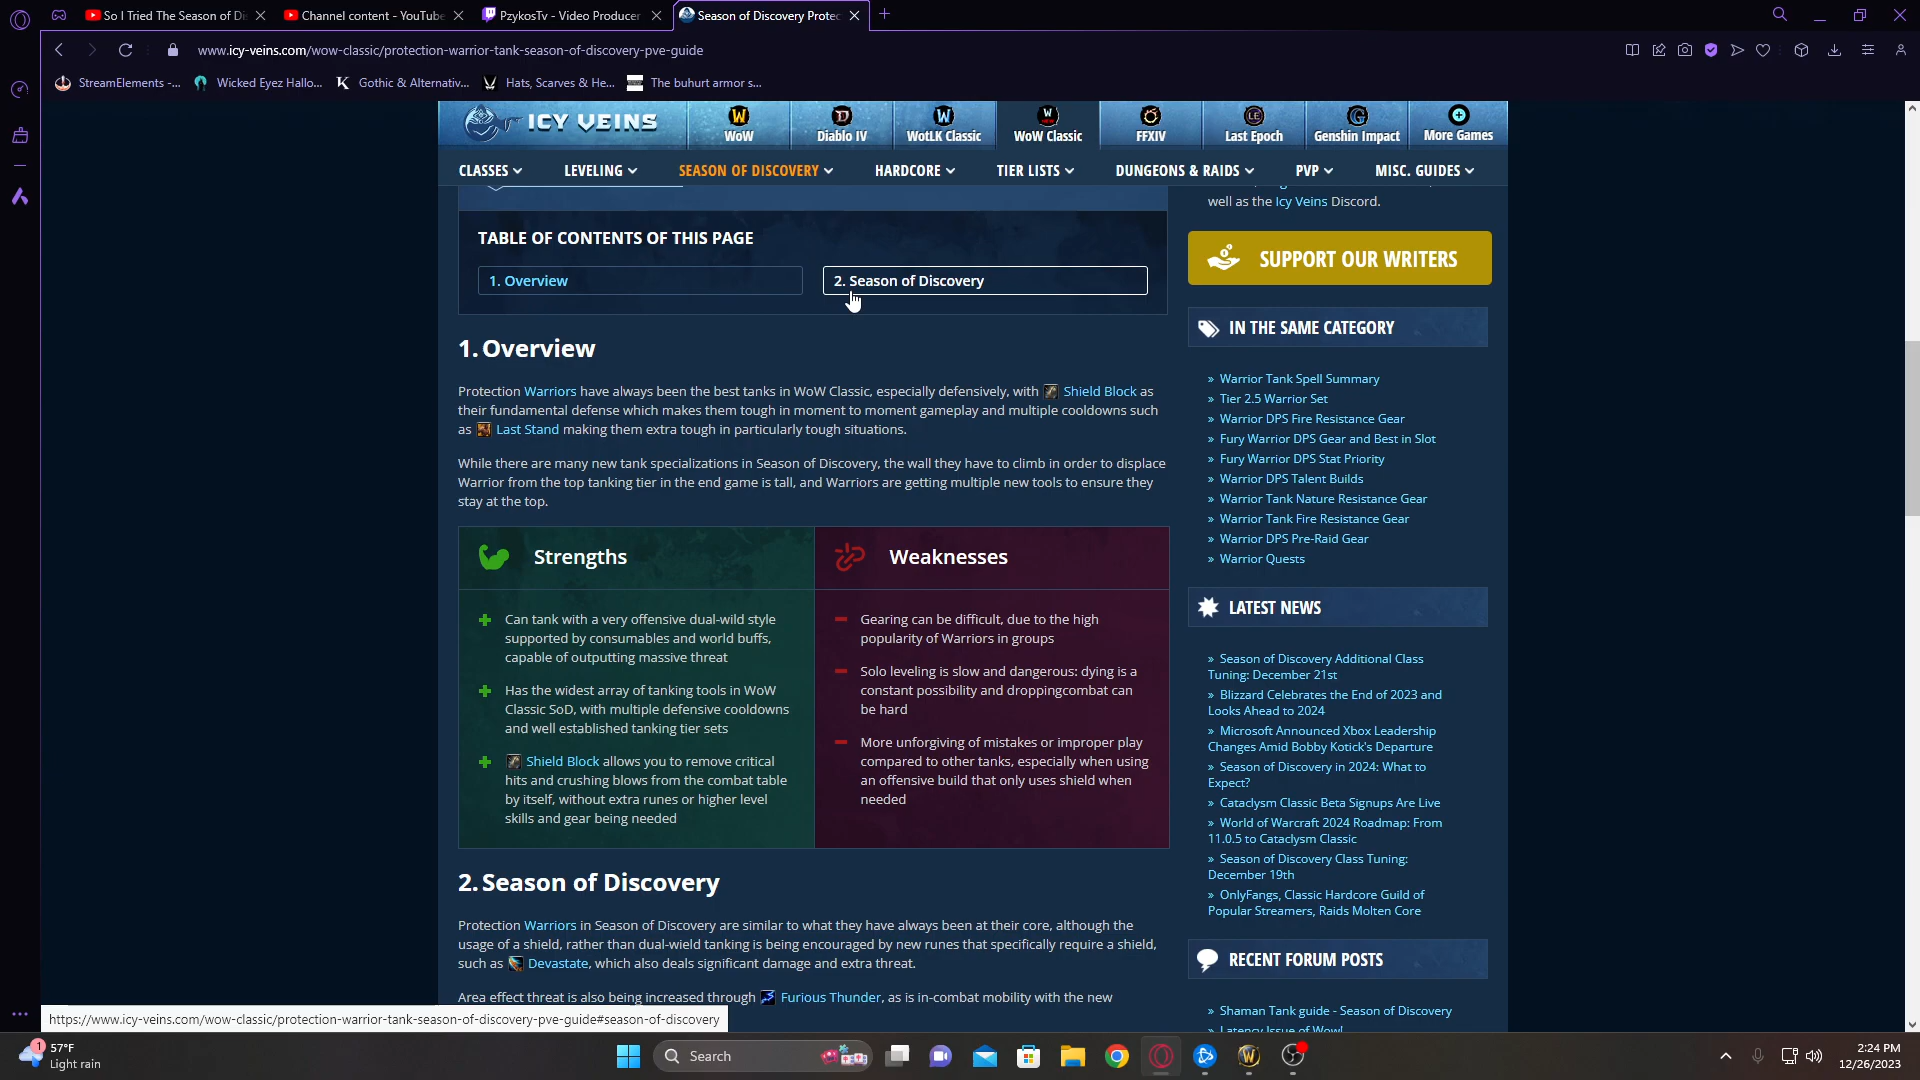 So I Tried The Season of Di
Channel content - YouTube
PzykosTv - Video Producer
Season of Discovery Protec
www.icy-veins.com/wow-classic/protection-warrior-tank-season-of-discovery-pve-guide
StreamElements -...
Wicked Eyez Hallo...
Gothic & Alternativ...
Hats, Scarves & He...
The buhurt armor s...
ICY VEINS
WoW
Diablo IV
WotLK Classic
WoW Classic
FFXIV
Last Epoch
Genshin Impact
More Games
CLASSES
LEVELING
SEASON OF DISCOVERY
HARDCORE
TIER LISTS
DUNGEONS & RAIDS
PVP
MISC. GUIDES
well as the Icy Veins Discord.
TABLE OF CONTENTS OF THIS PAGE
1. Overview
2. Season of Discovery
SUPPORT OUR WRITERS
1. Overview
Protection Warriors have always been the best tanks in WoW Classic, especially defensively, with Shield Block as
their fundamental defense which makes them tough in moment to moment gameplay and multiple cooldowns such
as Last Stand making them extra tough in particularly tough situations.
While there are many new tank specializations in Season of Discovery, the wall they have to climb in order to displace
Warrior from the top tanking tier in the end game is tall, and Warriors are getting multiple new tools to ensure they
stay at the top.
Strengths
Can tank with a very offensive dual-wild style
supported by consumables and world buffs,
capable of outputting massive threat
Has the widest array of tanking tools in WoW
Classic SoD, with multiple defensive cooldowns
and well established tanking tier sets
Shield Block allows you to remove critical
hits and crushing blows from the combat table
by itself, without extra runes or higher level
skills and gear being needed
Weaknesses
Gearing can be difficult, due to the high
popularity of Warriors in groups
Solo leveling is slow and dangerous: dying is a
constant possibility and droppingcombat can
be hard
More unforgiving of mistakes or improper play
compared to other tanks, especially when using
an offensive build that only uses shield when
needed
2. Season of Discovery
Protection Warriors in Season of Discovery are similar to what they have always been at their core, although the
usage of a shield, rather than dual-wield tanking is being encouraged by new runes that specifically require a shield,
such as Devastate, which also deals significant damage and extra threat.
Area effect threat is also being increased through Furious Thunder, as is in-combat mobility with the new
IN THE SAME CATEGORY
» Warrior Tank Spell Summary
» Tier 2.5 Warrior Set
» Warrior DPS Fire Resistance Gear
» Fury Warrior DPS Gear and Best in Slot
» Fury Warrior DPS Stat Priority
» Warrior DPS Talent Builds
» Warrior Tank Nature Resistance Gear
» Warrior Tank Fire Resistance Gear
» Warrior DPS Pre-Raid Gear
» Warrior Quests
LATEST NEWS
» Season of Discovery Additional Class
Tuning: December 21st
» Blizzard Celebrates the End of 2023 and
Looks Ahead to 2024
» Microsoft Announced Xbox Leadership
Changes Amid Bobby Kotick's Departure
» Season of Discovery in 2024: What to
Expect?
» Cataclysm Classic Beta Signups Are Live
» World of Warcraft 2024 Roadmap: From
11.0.5 to Cataclysm Classic
» Season of Discovery Class Tuning:
December 19th
» OnlyFangs, Classic Hardcore Guild of
Popular Streamers, Raids Molten Core
RECENT FORUM POSTS
» Shaman Tank guide - Season of Discovery
» Latency Issue of Wow!
https://www.icy-veins.com/wow-classic/protection-warrior-tank-season-of-discovery-pve-guide#season-of-discovery
1
57°F
Light rain
Search
2:24 PM
12/26/2023